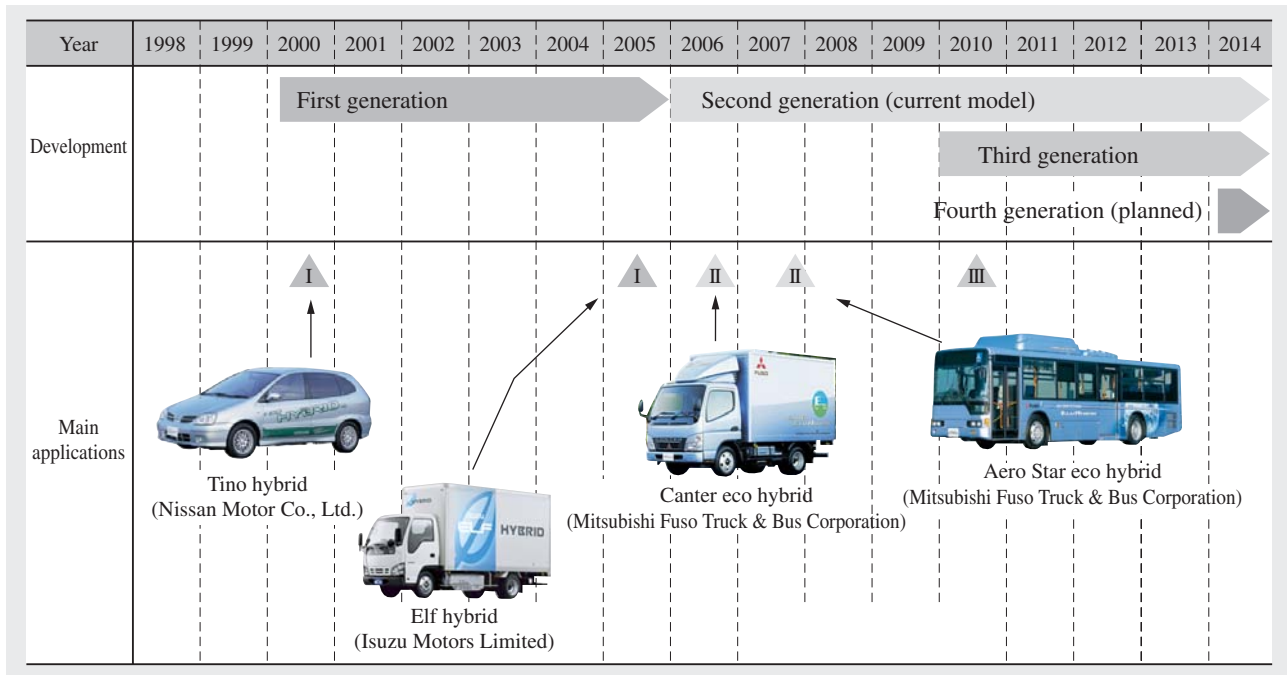 Year 1998 1999 2000 2001 2002 2003 2004 2005 2006 2007 2008 2009 2010 2011 2012 2013 2014
First generation
Second generation (current model)
Development
Third generation
Fourth generation (planned)
I I II II III
Main
applications
Tino hybrid
(Nissan Motor Co., Ltd.)
HYBRID
ELF
HYBRID
Elf hybrid
(Isuzu Motors Limited)
FUSO
Canter eco hybrid
(Mitsubishi Fuso Truck & Bus Corporation)
Aero Star eco hybrid
(Mitsubishi Fuso Truck & Bus Corporation)